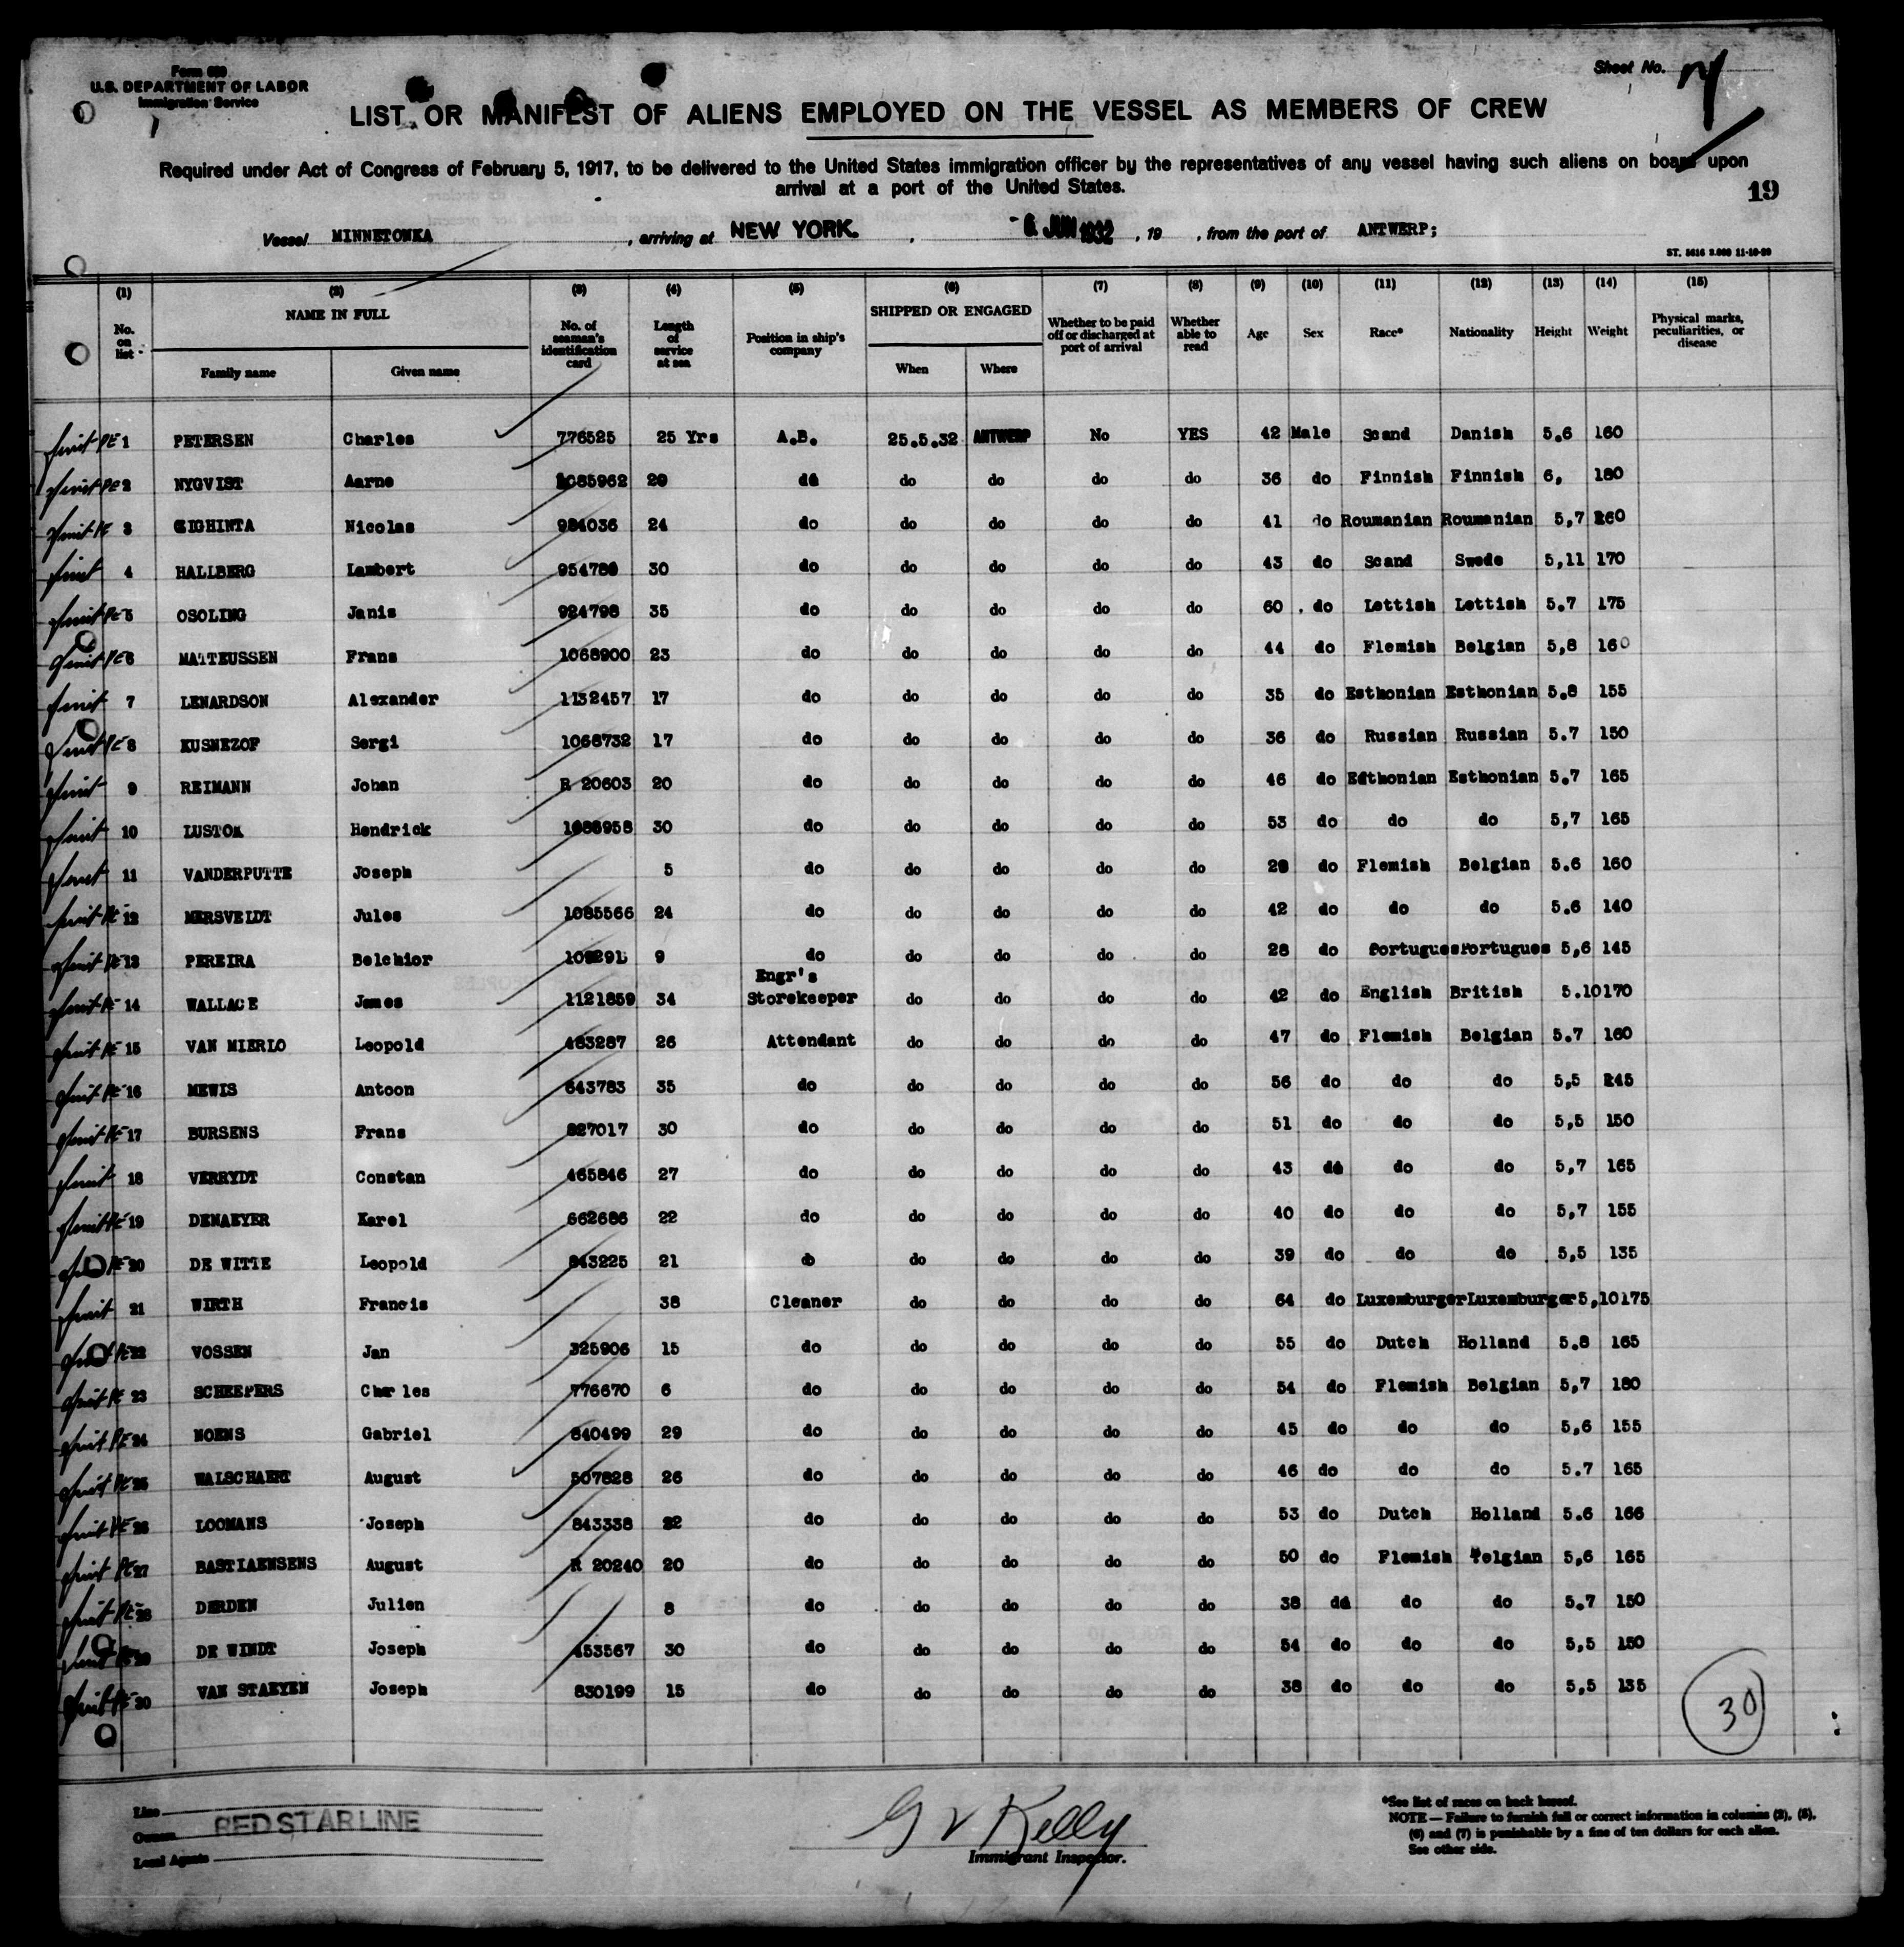 Form 680
U.S. DEPARTMENT OF LABOR
Immigration Service
Sheet No.
LIST OR MANIFEST OF ALIENS EMPLOYED ON THE VESSEL AS MEMBERS OF CREW
Required under Act of Congress of February 5, 1917, to be delivered to the United States immigration officer by the representatives of any vessel having such aliens on board upon
arrival at a port of the United States.
19
Vessel MINNETONKA , arriving at NEW YORK. , -6 JUN 1932 , 19 , from the port of ANTWERP;
(1) (2) (3) (4) (5) (6) (7) (8) (9) (10) (11) (12) (13) (14) (15)
No. on list NAME IN FULL Family name Given name No. of seaman's identification card Length of service at sea Position in ship's company SHIPPED OR ENGAGED When Where Whether to be paid off or discharged at port of arrival Whether able to read Age Sex Race* Nationality Height Weight Physical marks, peculiarities, or disease
1 PETERSEN Charles 776525 25 Yrs A.B. 25.5.32 ANTWERP No YES 42 Male Scand Danish 5.6 160
2 NYGVIST Aarne 1085962 20 do do do do do 36 do Finnish Finnish 6, 180
3 GIGHINTA Nicolas 984036 24 do do do do do 41 do Roumanian Roumanian 5,7 160
4 HALLBERG Lambert 30 do do do do do 43 do Scand Swede 5,11 170
5 OSOLING Janis 924798 35 do do do do do 60 do Lettish Lettish 5.7 175
6 MATTEUSSEN Frans 1068900 23 do do do do do 44 do Flemish Belgian 5,8 160
7 LENARDSON Alexander 1132457 17 do do do do do 35 do Esthonian Esthonian 5.8 155
8 KUSNEZOF Sergi 1068732 17 do do do do do 36 do Russian Russian 5.7 150
9 REIMANN Johan R 20603 20 do do do do do 46 do Esthonian Esthonian 5.7 165
10 LUSTOK Hendrick 30 do do do do do 53 do do do 5,7 165
11 VANDERPUTTE Joseph 5 do do do do do do Flemish Belgian 5.6 160
12 MERSVELDT Jules 1085566 24 do do do do do 42 do do do 5.6 140
13 PEREIRA Belchior 9 do do do do do 28 do Portugues Portugues 5,6 145
14 WALLACE James 1121859 34 Engr's Storekeeper do do do do 42 do English British 5.10 170
15 VAN MIERLO Leopold 463287 26 Attendant do do do do 47 do Flemish Belgian 5.7 160
16 MEWIS Antoon 643783 35 do do do do do 56 do do do 5,5 145
17 BURSENS Frans 827017 30 do do do do do 51 do do do 5,5 150
18 VERRYDT Constan 465846 27 do do do do do 43 do do do 5,7 165
19 DENAEYER Karel 662686 22 do do do do do 40 do do do 5,7 155
20 DE WITTE Leopold 843225 21 do do do do do 39 do do do 5,5 135
21 WIRTH Francis 38 Cleaner do do do do 64 do Luxemburger Luxemburger 5,10 175
22 VOSSEN Jan 325906 15 do do do do do 55 do Dutch Holland 5.8 165
23 SCHEEPERS Charles 776670 6 do do do do do 54 do Flemish Belgian 5,7 180
24 NOENS Gabriel 640499 29 do do do do do 45 do do do 5,6 155
25 WALSCHAERT August 507828 26 do do do do do 46 do do do 5.7 165
26 LOOMANS Joseph 843338 22 do do do do do 53 do Dutch Holland 5.6 166
27 BASTIAENSENS August R 20240 20 do do do do do 50 do Flemish Belgian 5,6 165
28 DERDEN Julien 8 do do do do do 38 do do do 5.7 150
29 DE WINDT Joseph 453567 30 do do do do do 54 do do do 5,5 150
30 VAN STAEYEN Joseph 830199 15 do do do do do 38 do do do 5,5 135
30
Line
Owner RED STAR LINE
Local Agents
G V Kelly
Immigrant Inspector.
*See list of races on back hereof.
NOTE — Failure to furnish full or correct information in columns (2), (5),
(6) and (7) is punishable by a fine of ten dollars for each alien.
See other side.